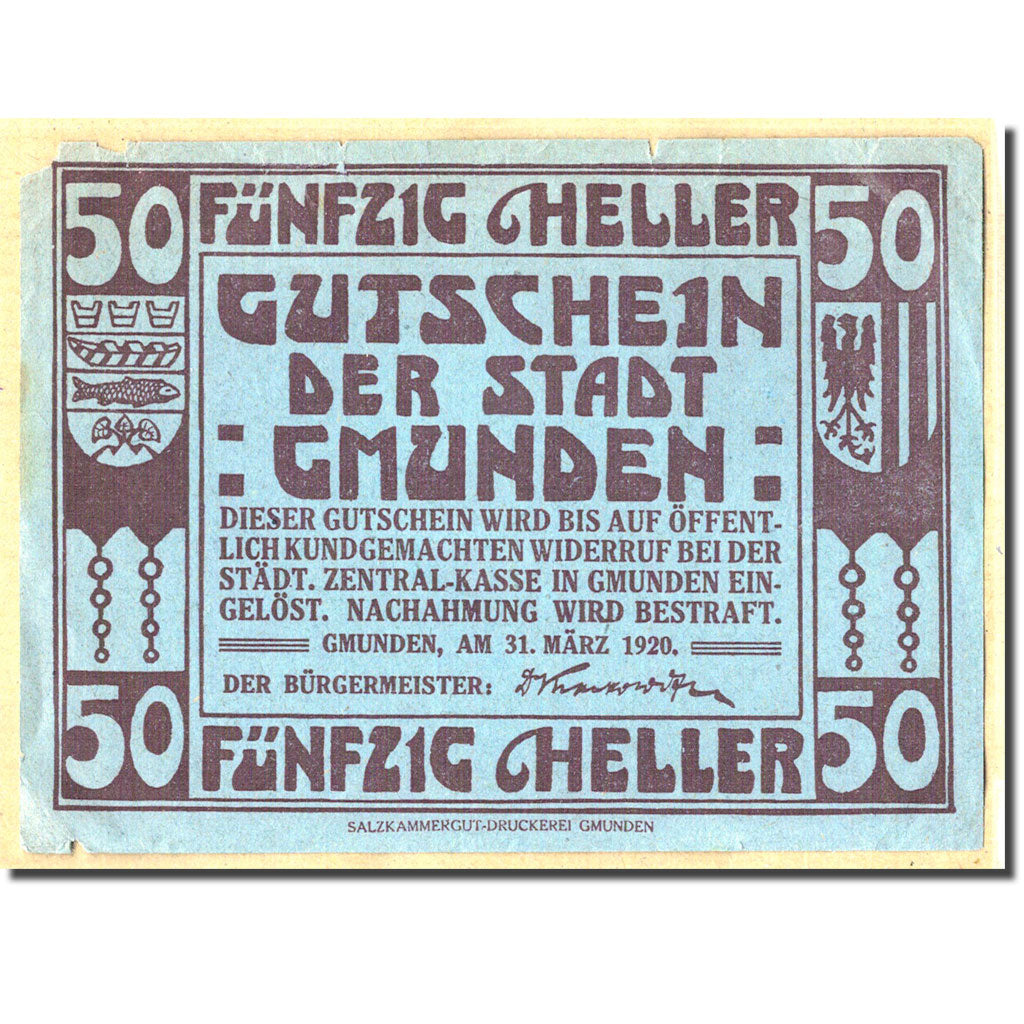 50 FÜNFZIG HELLER 50
GUTSCHEIN
DER STADT
GMUNDEN
DIESER GUTSCHEIN WIRD BIS AUF ÖFFENT-
LICH KUNDGEMACHTEN WIDERRUF BEI DER
STÄDT. ZENTRAL-KASSE IN GMUNDEN EIN-
GELÖST. NACHAHMUNG WIRD BESTRAFT.
GMUNDEN, AM 31. MÄRZ 1920.
DER BÜRGERMEISTER:
50 FÜNFZIG HELLER 50
SALZKAMMERGUT-DRUCKEREI GMUNDEN